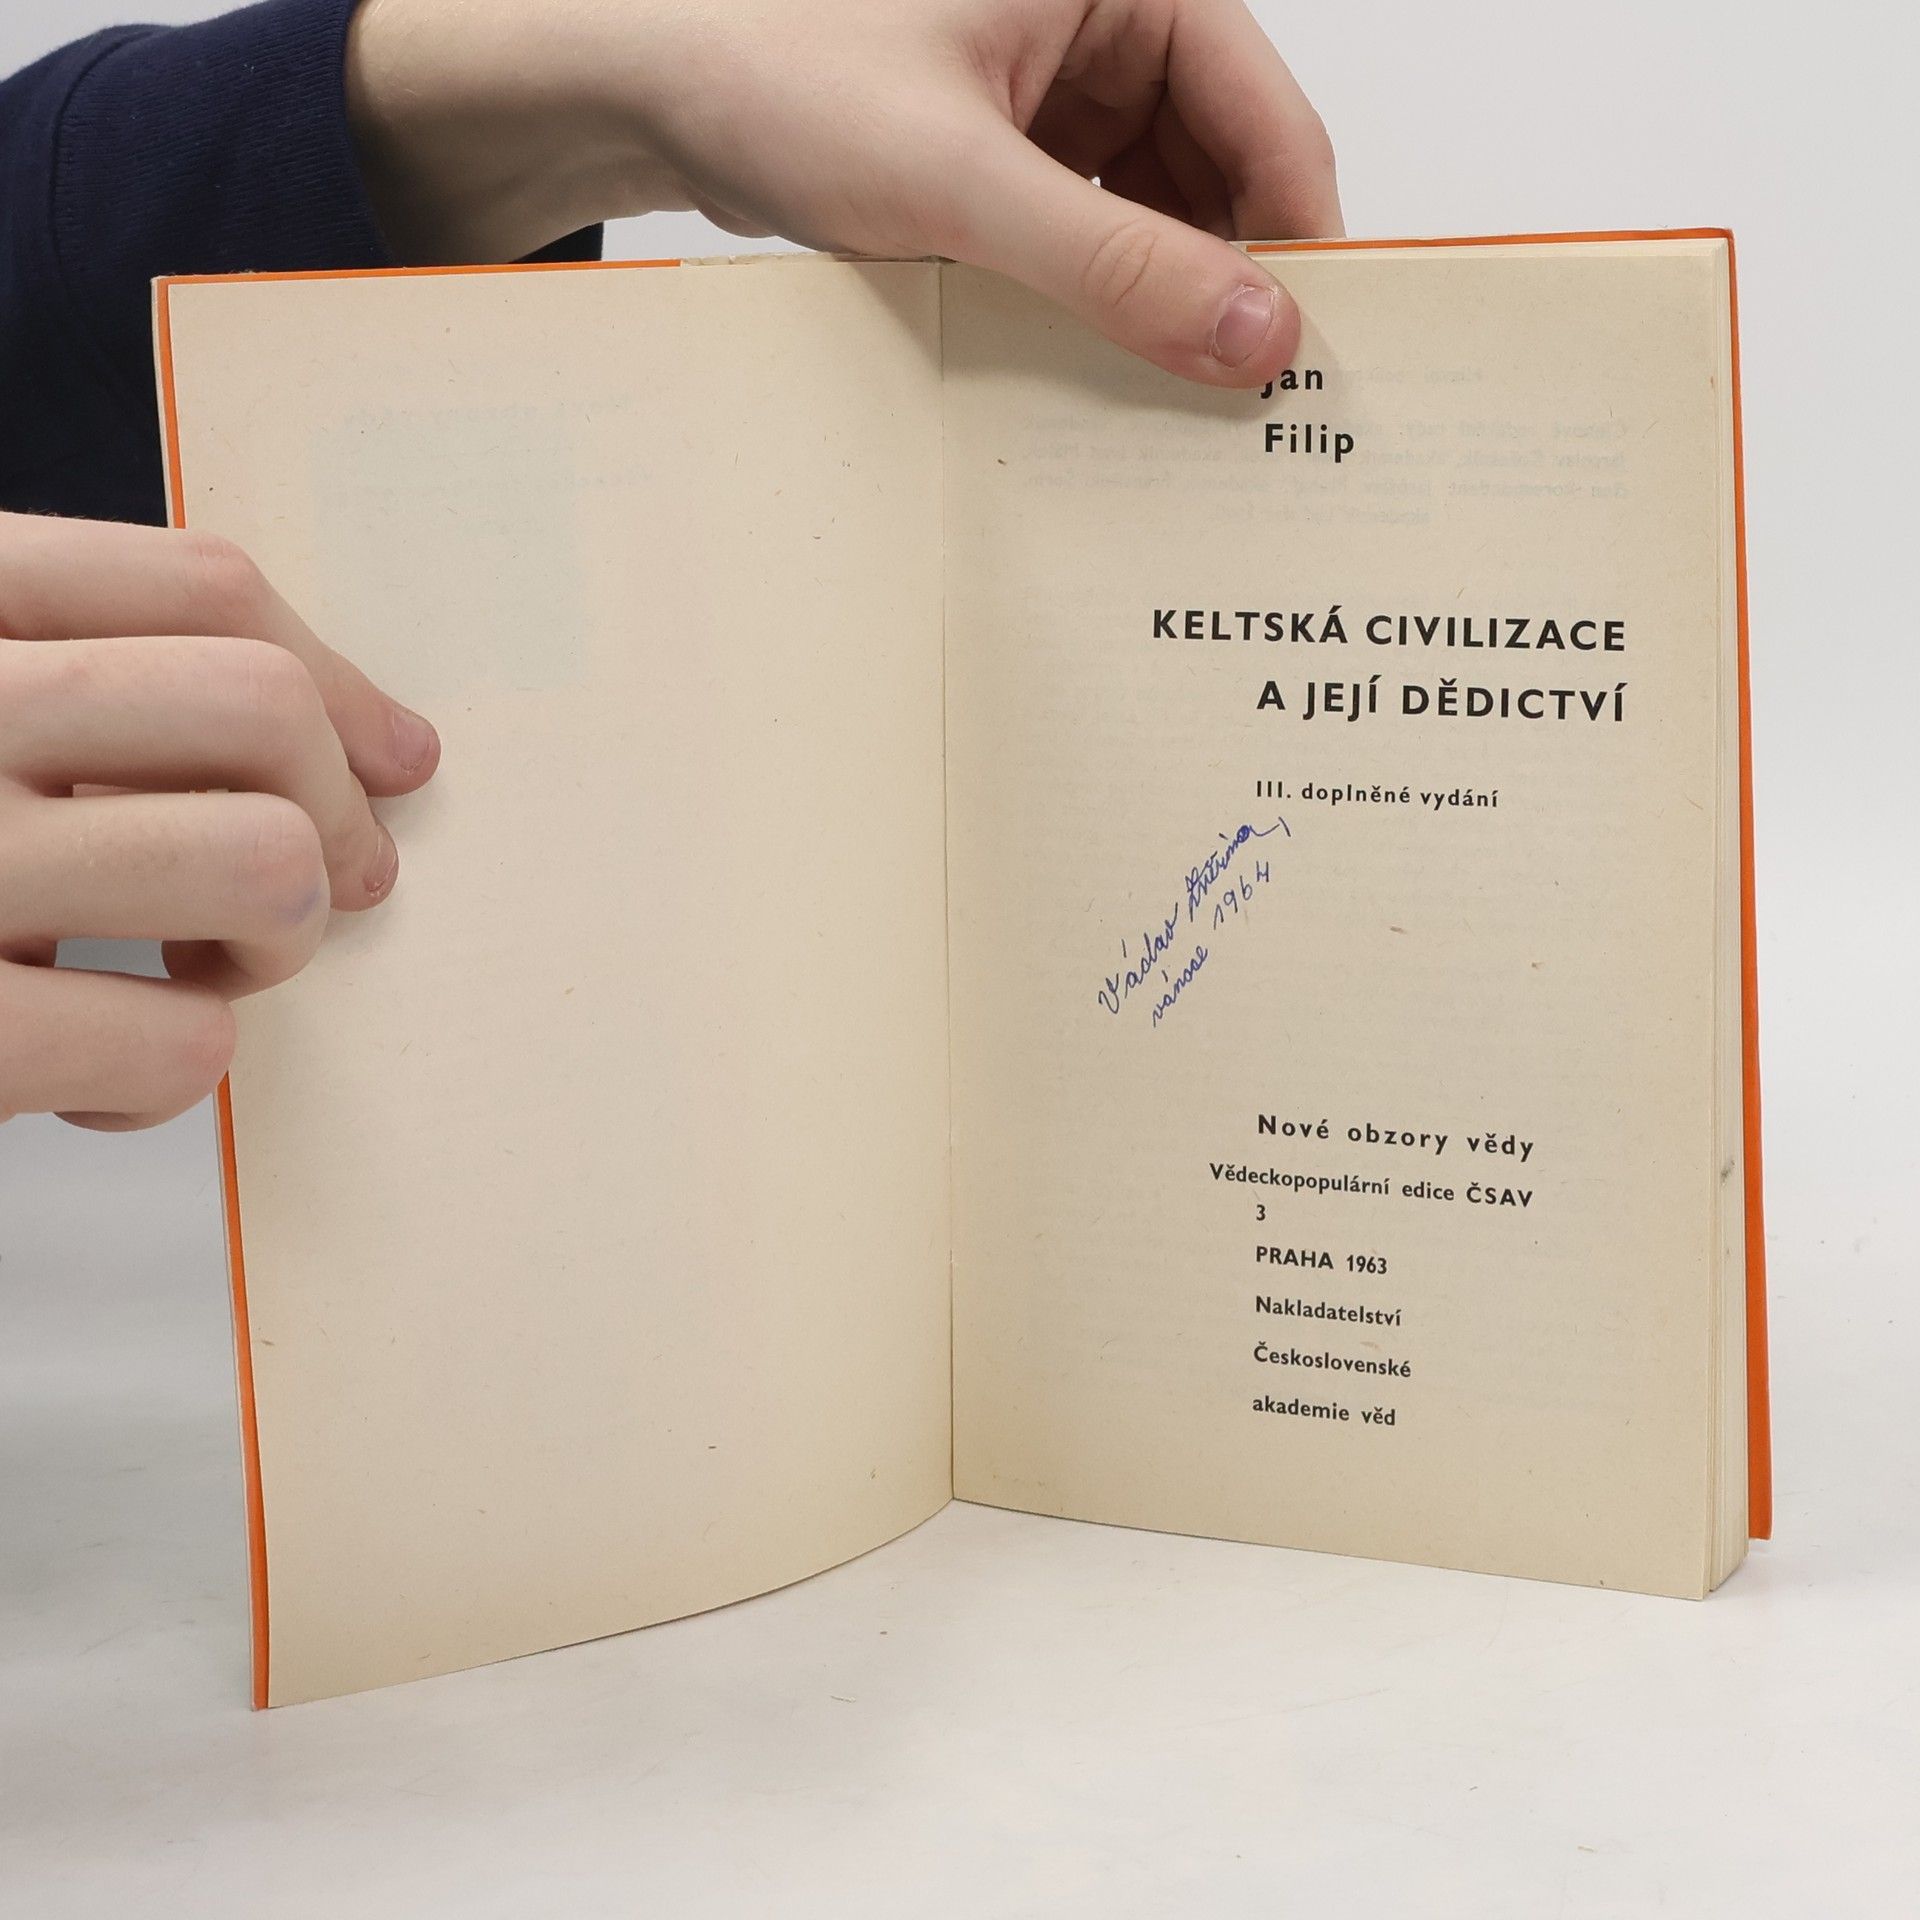 Jan
Filip
KELTSKÁ CIVILIZACE
A JEJÍ DĚDICTVÍ
III. doplněné vydání
Václav
vánoce 1964
Nové obzory vědy
Vědeckopopulární edice ČSAV
3
PRAHA 1963
Nakladatelství
Československé
akademie věd